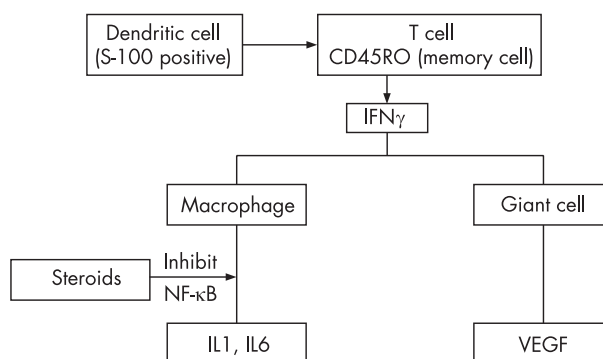 Dendritic cell
(S-100 positive)
T cell
CD45RO (memory cell)
IFNγ
Macrophage
Giant cell
Steroids
Inhibit
NF-κB
IL1, IL6
VEGF